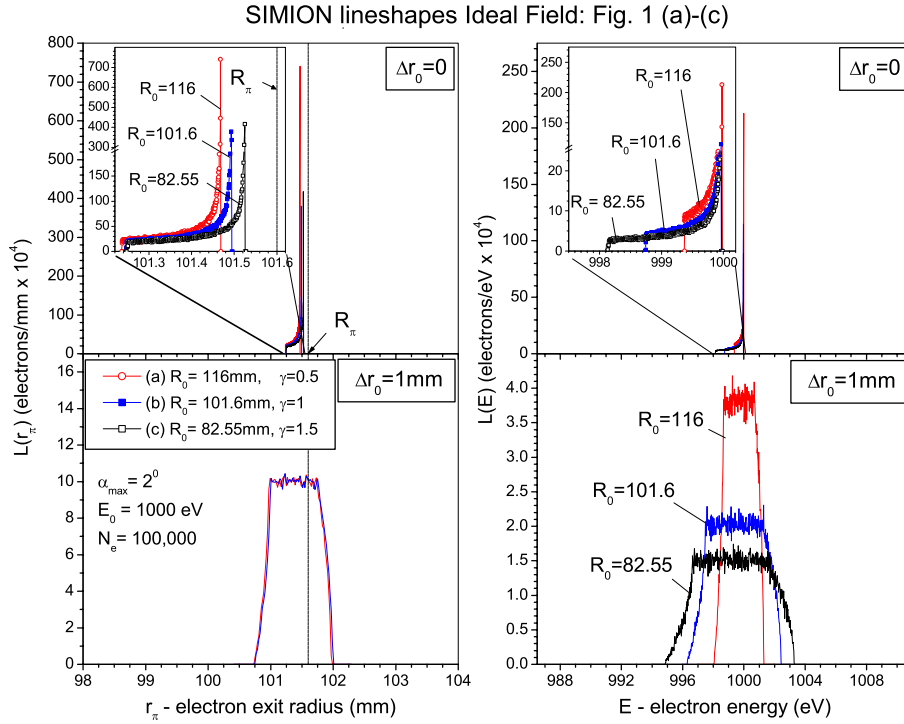 SIMION lineshapes Ideal Field: Fig. 1 (a)-(c)
L(rπ) (electrons/mm x 10⁴)
800
700
600
500
400
300
200
100
0
Δr₀=0
700
600
500
400
300
200
100
50
0
R₀=116
R₀=101.6
R₀=82.55
Rπ
101.3 101.4 101.5 101.6
Rπ
16
14
12
10
8
6
4
2
0
(a) R₀= 116mm, γ=0.5
(b) R₀= 101.6mm, γ=1
(c) R₀= 82.55mm, γ=1.5
Δr₀=1mm
αmax= 2⁰
E₀ = 1000 eV
Nₑ = 100,000
98 99 100 101 102 103 104
rπ - electron exit radius (mm)
L(E) (electrons/eV x 10⁴)
250
200
150
100
50
0
Δr₀=0
250
200
150
100
50
20
10
0
R₀=116
R₀=101.6
R₀= 82.55
998 999 1000
4.0
3.5
3.0
2.5
2.0
1.5
1.0
0.5
0.0
Δr₀=1mm
R₀=116
R₀=101.6
R₀=82.55
988 992 996 1000 1004 1008
E - electron energy (eV)